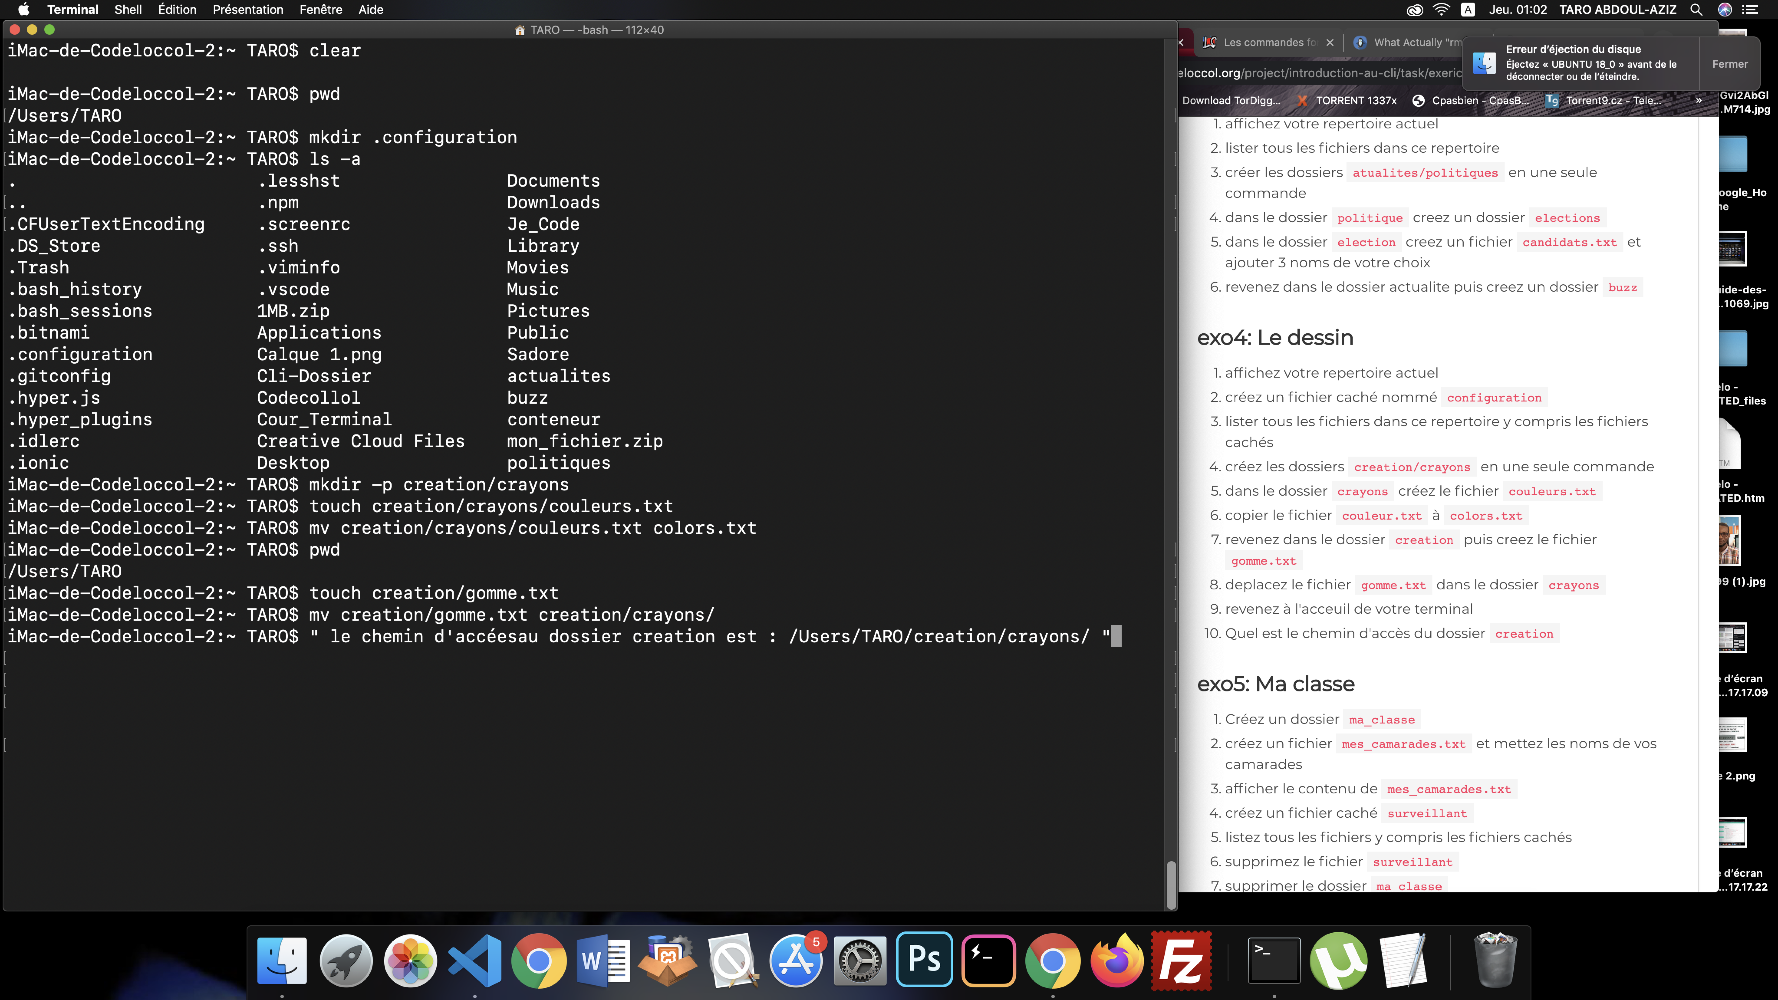 Terminal Shell Édition Présentation Fenêtre Aide
A Jeu. 01:02 TARO ABDOUL-AZIZ
TARO — -bash — 112×40
iMac-de-Codeloccol-2:~ TARO$ clear
iMac-de-Codeloccol-2:~ TARO$ pwd
/Users/TARO
iMac-de-Codeloccol-2:~ TARO$ mkdir .configuration
iMac-de-Codeloccol-2:~ TARO$ ls -a
. .lesshst Documents
.. .npm Downloads
.CFUserTextEncoding .screenrc Je_Code
.DS_Store .ssh Library
.Trash .viminfo Movies
.bash_history .vscode Music
.bash_sessions 1MB.zip Pictures
.bitnami Applications Public
.configuration Calque 1.png Sadore
.gitconfig Cli-Dossier actualites
.hyper.js Codecollol buzz
.hyper_plugins Cour_Terminal conteneur
.idlerc Creative Cloud Files mon_fichier.zip
.ionic Desktop politiques
iMac-de-Codeloccol-2:~ TARO$ mkdir -p creation/crayons
iMac-de-Codeloccol-2:~ TARO$ touch creation/crayons/couleurs.txt
iMac-de-Codeloccol-2:~ TARO$ mv creation/crayons/couleurs.txt colors.txt
iMac-de-Codeloccol-2:~ TARO$ pwd
/Users/TARO
iMac-de-Codeloccol-2:~ TARO$ touch creation/gomme.txt
iMac-de-Codeloccol-2:~ TARO$ mv creation/gomme.txt creation/crayons/
iMac-de-Codeloccol-2:~ TARO$ " le chemin d'accéesau dossier creation est : /Users/TARO/creation/crayons/ "
Les commandes fo
What Actually "rm
Erreur d'éjection du disque
Éjectez « UBUNTU 18_0 » avant de le
déconnecter ou de l'éteindre.
Fermer
eloccol.org/project/introduction-au-cli/task/exeric
Download TorDigg... TORRENT 1337x Cpasbien - CpasB... Torrent9.cz - Tele... »
1. affichez votre repertoire actuel
2. lister tous les fichiers dans ce repertoire
3. créer les dossiers atualites/politiques en une seule
commande
4. dans le dossier politique creez un dossier elections
5. dans le dossier election creez un fichier candidats.txt et
ajouter 3 noms de votre choix
6. revenez dans le dossier actualite puis creez un dossier buzz
exo4: Le dessin
1. affichez votre repertoire actuel
2. créez un fichier caché nommé configuration
3. lister tous les fichiers dans ce repertoire y compris les fichiers
cachés
4. créez les dossiers creation/crayons en une seule commande
5. dans le dossier crayons créez le fichier couleurs.txt
6. copier le fichier couleur.txt à colors.txt
7. revenez dans le dossier creation puis creez le fichier
gomme.txt
8. deplacez le fichier gomme.txt dans le dossier crayons
9. revenez à l'acceuil de votre terminal
10. Quel est le chemin d'accès du dossier creation
exo5: Ma classe
1. Créez un dossier ma_classe
2. créez un fichier mes_camarades.txt et mettez les noms de vos
camarades
3. afficher le contenu de mes_camarades.txt
4. créez un fichier caché surveillant
5. listez tous les fichiers y compris les fichiers cachés
6. supprimez le fichier surveillant
7. supprimer le dossier ma_classe
Gvi2AbGl
.M714.jpg
oogle_Ho
me
uide-des-
...1069.jpg
elo -
TED_files
TM
elo -
ATED.htm
99 (1).jpg
e d'écran
...17.17.09
e 2.png
e d'écran
...17.17.22
W
5
Ps
Fz